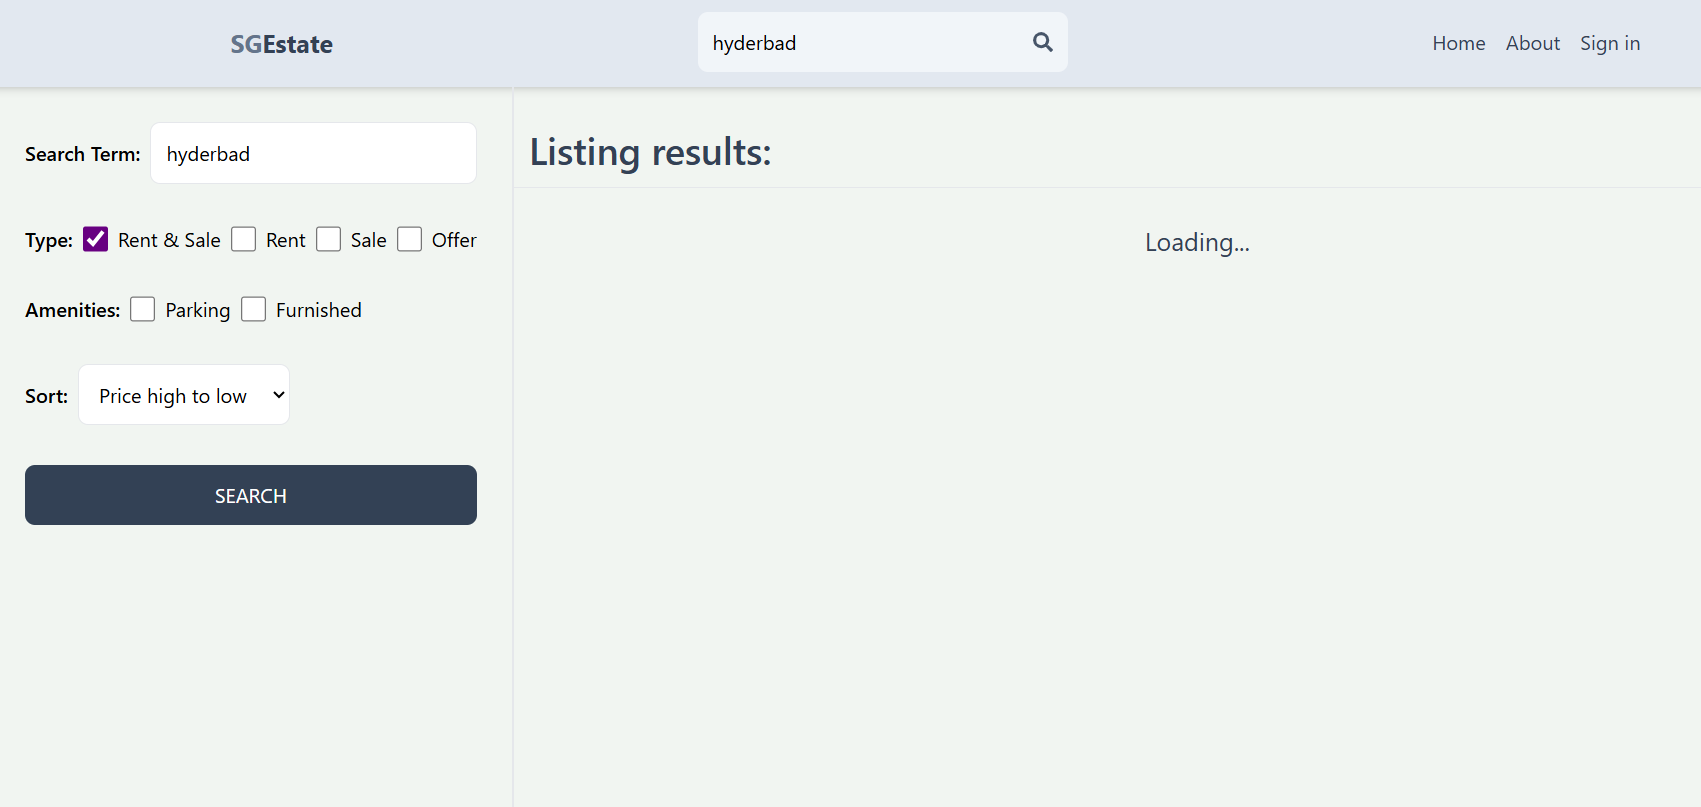 SGEstate
hyderbad
Home About Sign in
Search Term: hyderbad
Type: Rent & Sale Rent Sale Offer
Amenities: Parking Furnished
Sort: Price high to low
SEARCH
Listing results:
Loading...